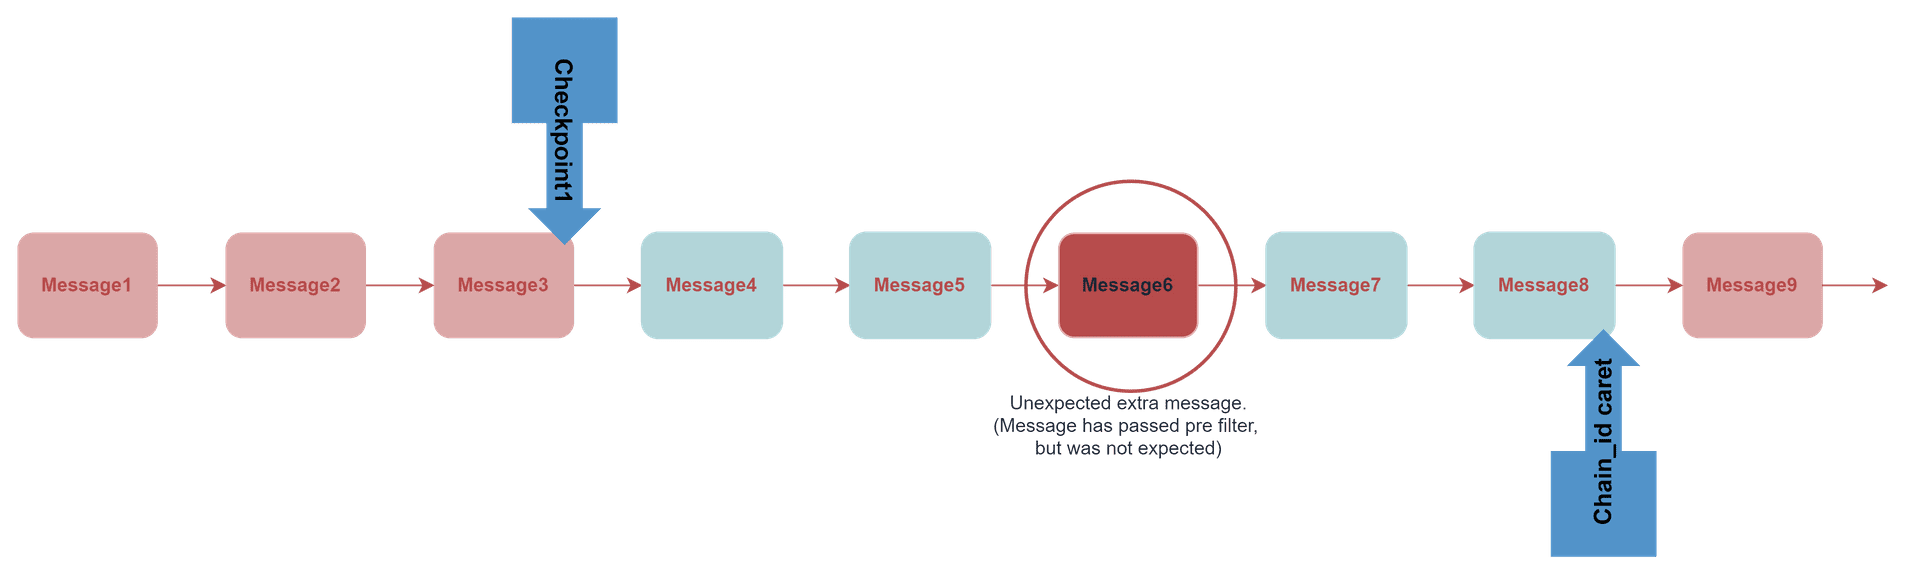 Checkpoint1
Message1
Message2
Message3
Message4
Message5
Message6
Message7
Message8
Message9
Unexpected extra message.
(Message has passed pre filter,
but was not expected)
Chain_id caret